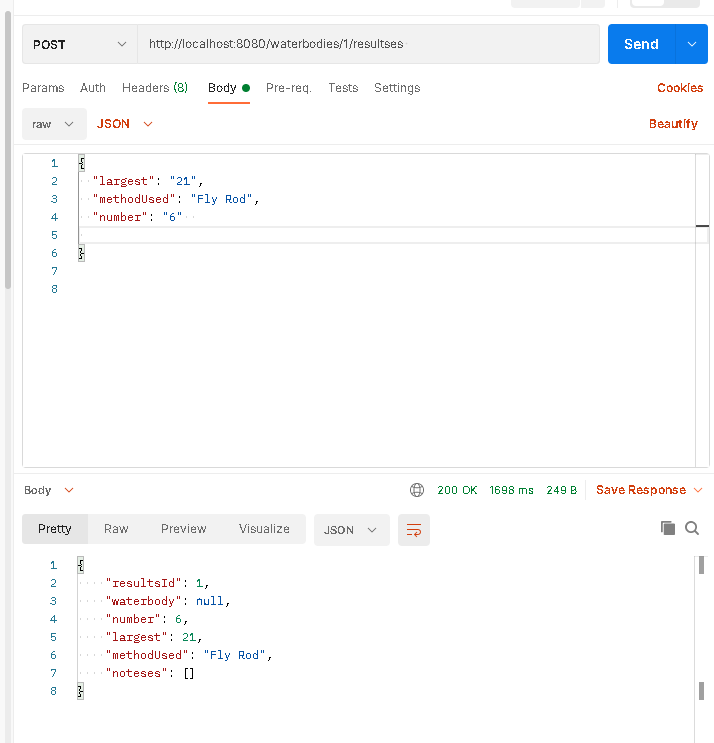 POST http://localhost:8080/waterbodies/1/resultses Send
Params Auth Headers (8) Body Pre-req. Tests Settings Cookies
raw JSON Beautify
1 {
2 "largest": "21",
3 "methodUsed": "Fly Rod",
4 "number": "6"
5
6 }
7
8
Body 200 OK 1698 ms 249 B Save Response
Pretty Raw Preview Visualize JSON
1 {
2 "resultsId": 1,
3 "waterbody": null,
4 "number": 6,
5 "largest": 21,
6 "methodUsed": "Fly Rod",
7 "noteses": []
8 }